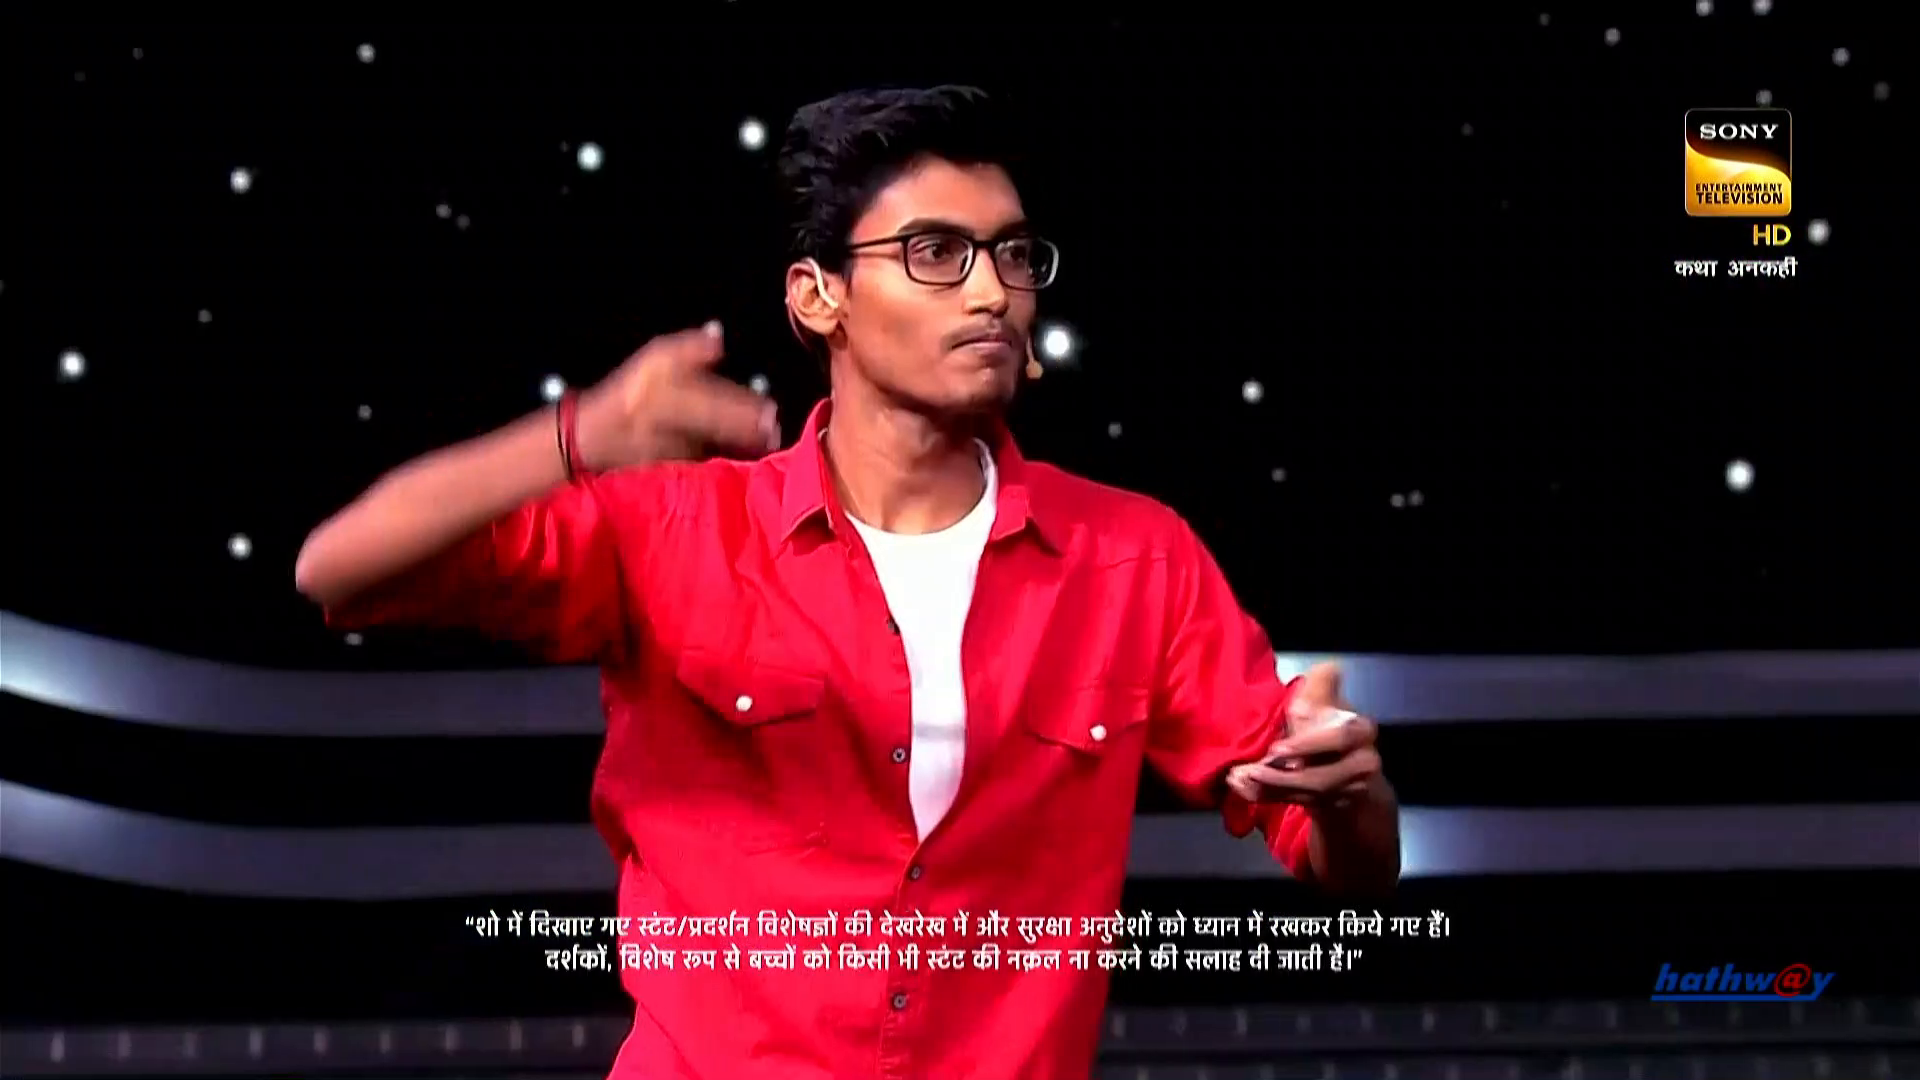 SONY
ENTERTAINMENT
TELEVISION
HD
कथा अनकही
“शो में दिखाए गए स्टंट/प्रदर्शन विशेषज्ञों की देखरेख में और सुरक्षा अनुदेशों को ध्यान में रखकर किये गए हैं।
दर्शकों, विशेष रूप से बच्चों को किसी भी स्टंट की नक़ल ना करने की सलाह दी जाती है।”
hathw@y